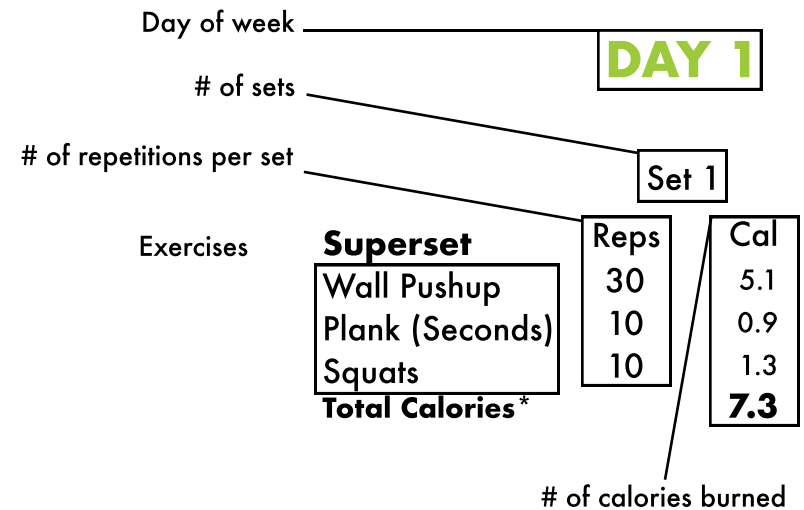 Day of week
DAY 1
# of sets
# of repetitions per set
Set 1
Exercises
Superset Reps Cal
Wall Pushup 30 5.1
Plank (Seconds) 10 0.9
Squats 10 1.3
Total Calories* 7.3
# of calories burned